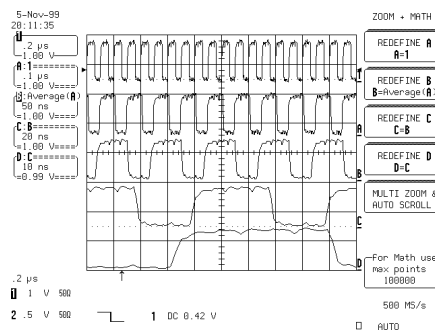 5-Nov-99
20:11:35
ZOOM + MATH
1
.2 µs
1.00 V
A:1
.1 µs
1.00 V
B:Average(A)
50 ns
1.00 V
C:B
20 ns
1.00 V
D:C
10 ns
0.99 V
1
A
B
C
D
REDEFINE A
A=1
REDEFINE B
B=Average(A)
REDEFINE C
C=B
REDEFINE D
D=C
MULTI ZOOM &
AUTO SCROLL
For Math use
max points
100000
.2 µs
1 1 V 50Ω
2 .5 V 50Ω
1 DC 0.42 V
500 MS/s
AUTO